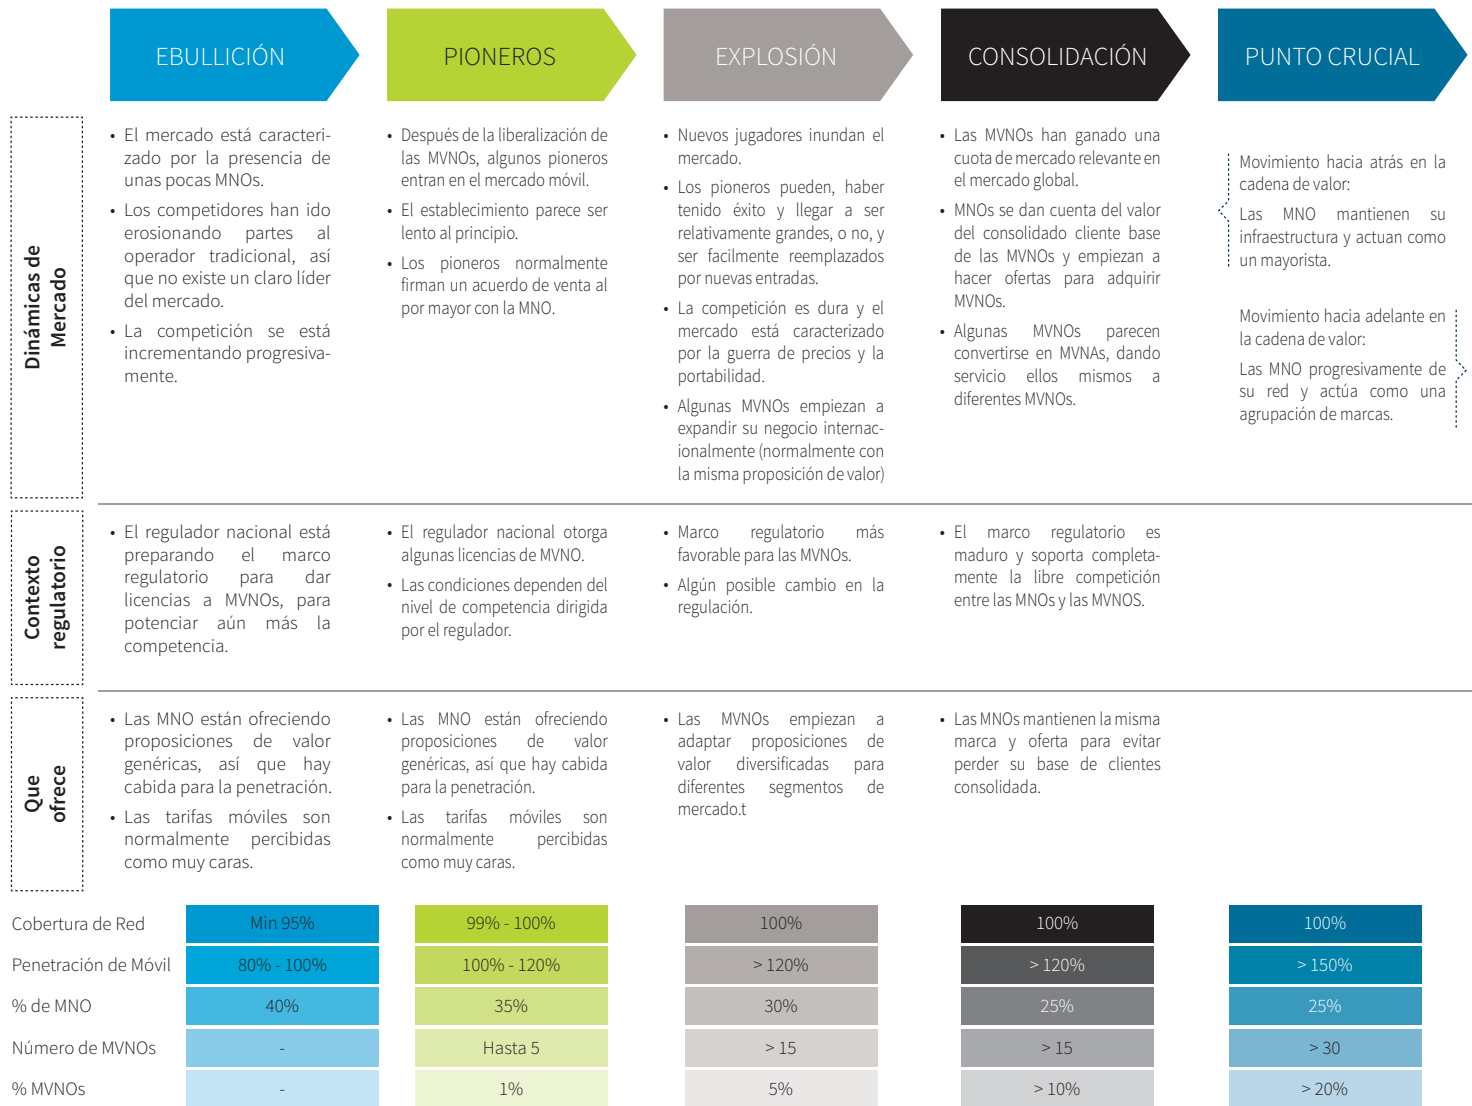 EBULLICIÓN
PIONEROS
EXPLOSIÓN
CONSOLIDACIÓN
PUNTO CRUCIAL
Dinámicas de
Mercado
• El mercado está caracteri-
zado por la presencia de
unas pocas MNOs.
• Los competidores han ido
erosionando partes al
operador tradicional, así
que no existe un claro líder
del mercado.
• La competición se está
incrementando progresiva-
mente.
• Después de la liberalización de
las MVNOs, algunos pioneros
entran en el mercado móvil.
• El establecimiento parece ser
lento al principio.
• Los pioneros normalmente
firman un acuerdo de venta al
por mayor con la MNO.
• Nuevos jugadores inundan el
mercado.
• Los pioneros pueden, haber
tenido éxito y llegar a ser
relativamente grandes, o no, y
ser facilmente reemplazados
por nuevas entradas.
• La competición es dura y el
mercado está caracterizado
por la guerra de precios y la
portabilidad.
• Algunas MVNOs empiezan a
expandir su negocio internac-
ionalmente (normalmente con
la misma proposición de valor)
• Las MVNOs han ganado una
cuota de mercado relevante en
el mercado global.
• MNOs se dan cuenta del valor
del consolidado cliente base
de las MVNOs y empiezan a
hacer ofertas para adquirir
MVNOs.
• Algunas MVNOs parecen
convertirse en MVNAs, dando
servicio ellos mismos a
diferentes MVNOs.
Movimiento hacia atrás en la
cadena de valor:
Las MNO mantienen su
infraestructura y actuan como
un mayorista.
Movimiento hacia adelante en
la cadena de valor:
Las MNO progresivamente de
su red y actúa como una
agrupación de marcas.
Contexto
regulatorio
• El regulador nacional está
preparando el marco
regulatorio para dar
licencias a MVNOs, para
potenciar aún más la
competencia.
• El regulador nacional otorga
algunas licencias de MVNO.
• Las condiciones dependen del
nivel de competencia dirigida
por el regulador.
• Marco regulatorio más
favorable para las MVNOs.
• Algún posible cambio en la
regulación.
• El marco regulatorio es
maduro y soporta completa-
mente la libre competición
entre las MNOs y las MVNOS.
Que
ofrece
• Las MNO están ofreciendo
proposiciones de valor
genéricas, así que hay
cabida para la penetración.
• Las tarifas móviles son
normalmente percibidas
como muy caras.
• Las MNO están ofreciendo
proposiciones de valor
genéricas, así que hay cabida
para la penetración.
• Las tarifas móviles son
normalmente percibidas
como muy caras.
• Las MVNOs empiezan a
adaptar proposiciones de
valor diversificadas para
diferentes segmentos de
mercado.t
• Las MNOs mantienen la misma
marca y oferta para evitar
perder su base de clientes
consolidada.
Cobertura de Red Min 95% 99% - 100% 100% 100% 100%
Penetración de Móvil 80% - 100% 100% - 120% > 120% > 120% > 150%
% de MNO 40% 35% 30% 25% 25%
Número de MVNOs - Hasta 5 > 15 > 15 > 30
% MVNOs - 1% 5% > 10% > 20%